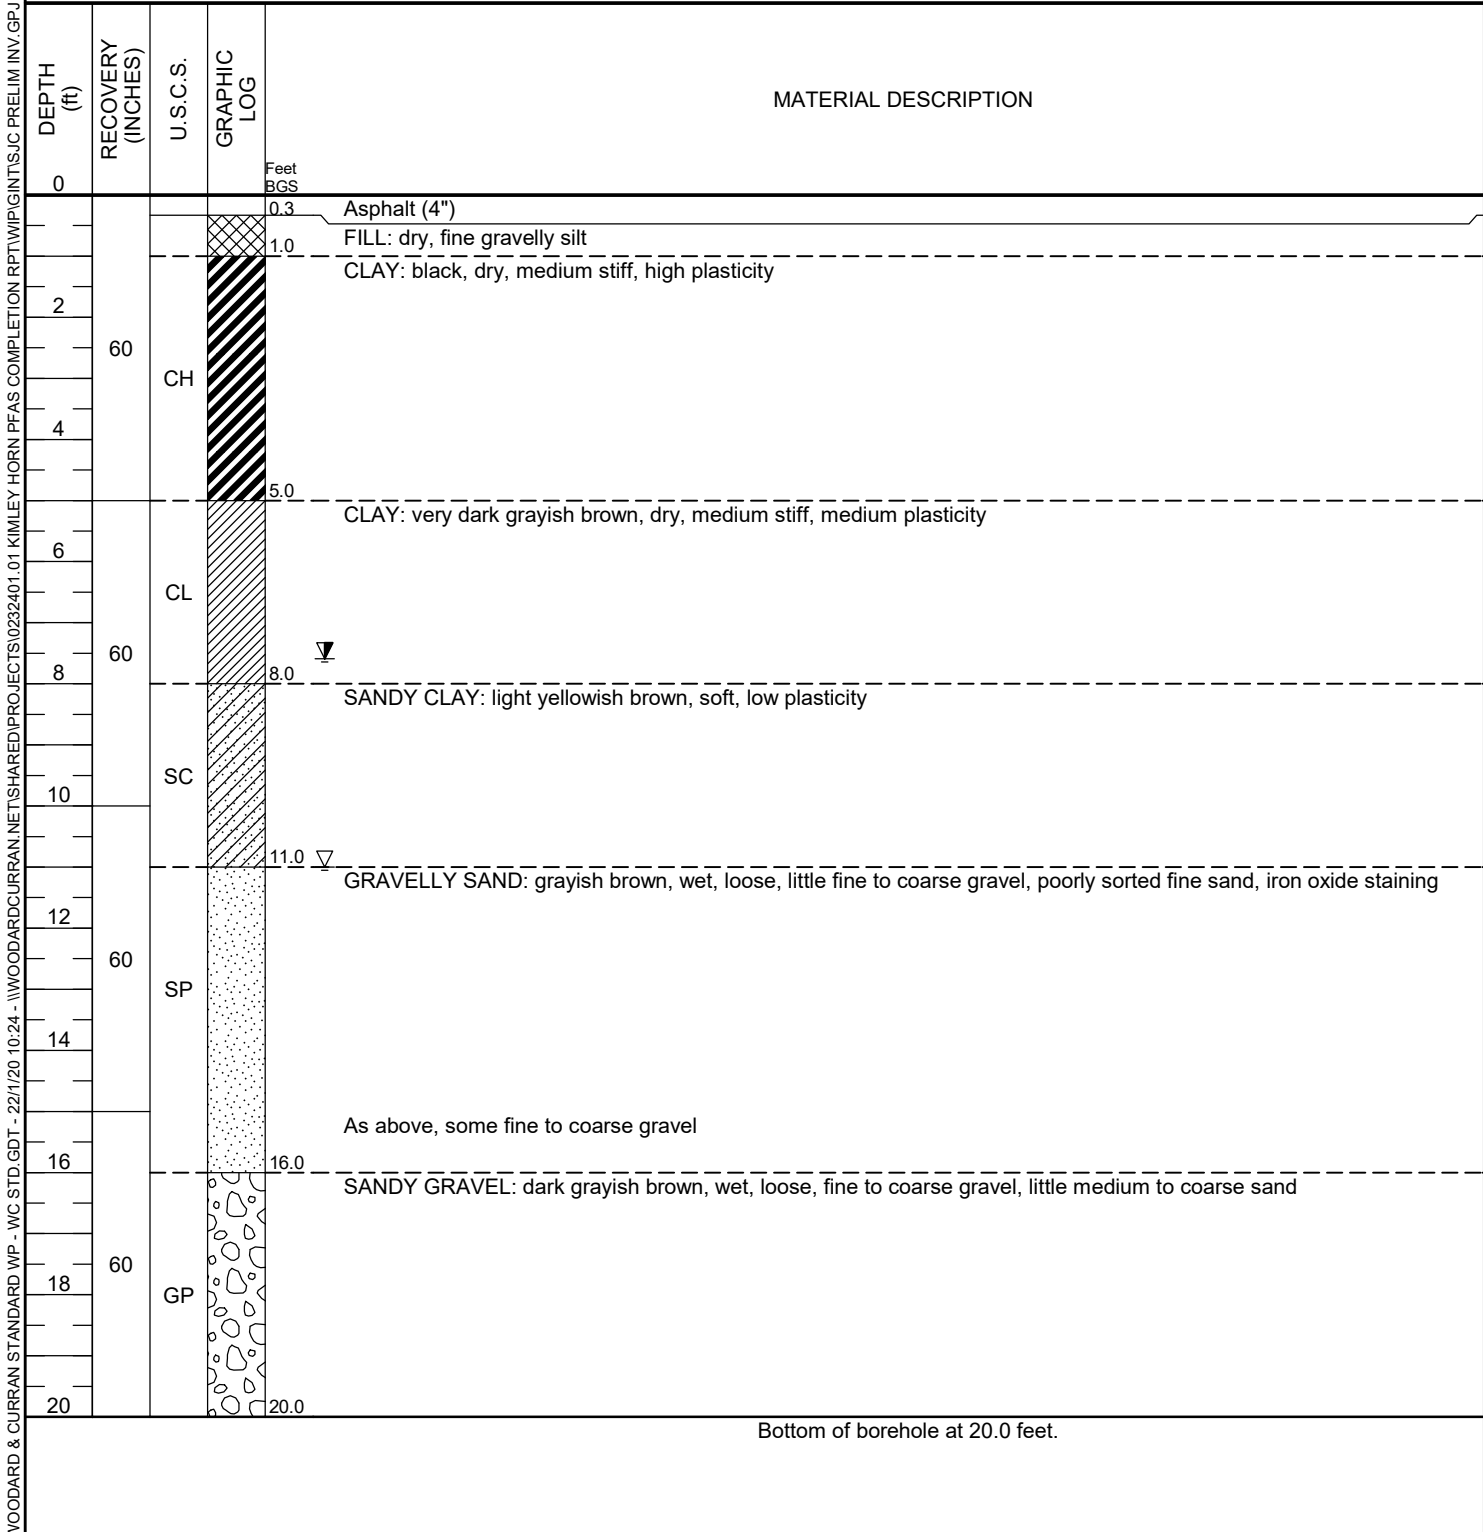 WOODARD & CURRAN STANDARD WP - WC STD.GDT - 22/1/20 10:24 - \\WOODARDCURRAN.NET\SHARED\PROJECTS\0232401.01 KIMLEY HORN PFAS COMPLETION RPT\WIP\GINT\SJC PRELIM INV.GPJ
DEPTH
(ft)
RECOVERY
(INCHES)
U.S.C.S.
GRAPHIC
LOG
MATERIAL DESCRIPTION
Feet
BGS
0
0.3
Asphalt (4")
FILL: dry, fine gravelly silt
1.0
CLAY: black, dry, medium stiff, high plasticity
2
60
CH
4
5.0
CLAY: very dark grayish brown, dry, medium stiff, medium plasticity
6
CL
60
8
8.0
SANDY CLAY: light yellowish brown, soft, low plasticity
SC
10
11.0
GRAVELLY SAND: grayish brown, wet, loose, little fine to coarse gravel, poorly sorted fine sand, iron oxide staining
12
60
SP
14
As above, some fine to coarse gravel
16
16.0
SANDY GRAVEL: dark grayish brown, wet, loose, fine to coarse gravel, little medium to coarse sand
60
18
GP
20
20.0
Bottom of borehole at 20.0 feet.